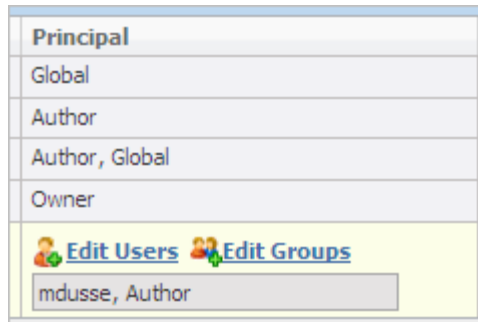 Principal
Global
Author
Author, Global
Owner
Edit Users Edit Groups
mdusse, Author